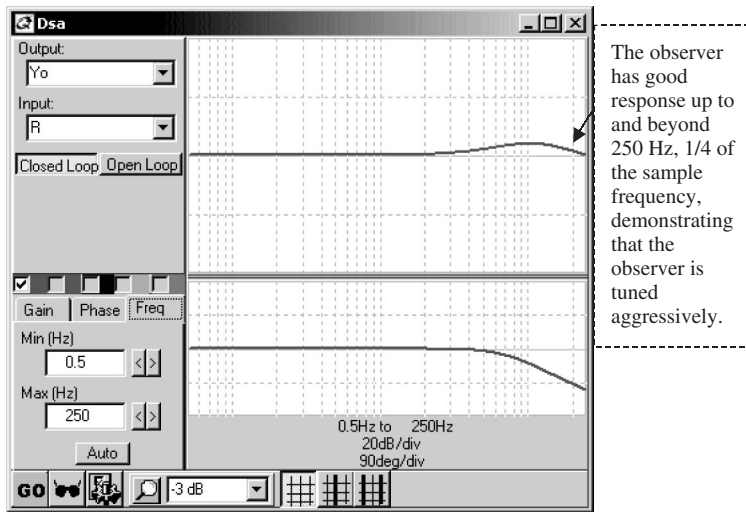 Dsa
Output:
Yo
Input:
R
Closed Loop Open Loop
Gain Phase Freq
Min (Hz)
0.5
< >
Max (Hz)
250
< >
Auto
0.5Hz to 250Hz
20dB/div
90deg/div
GO
-3 dB
The observer
has good
response up to
and beyond
250 Hz, 1/4 of
the sample
frequency,
demonstrating
that the
observer is
tuned
aggressively.